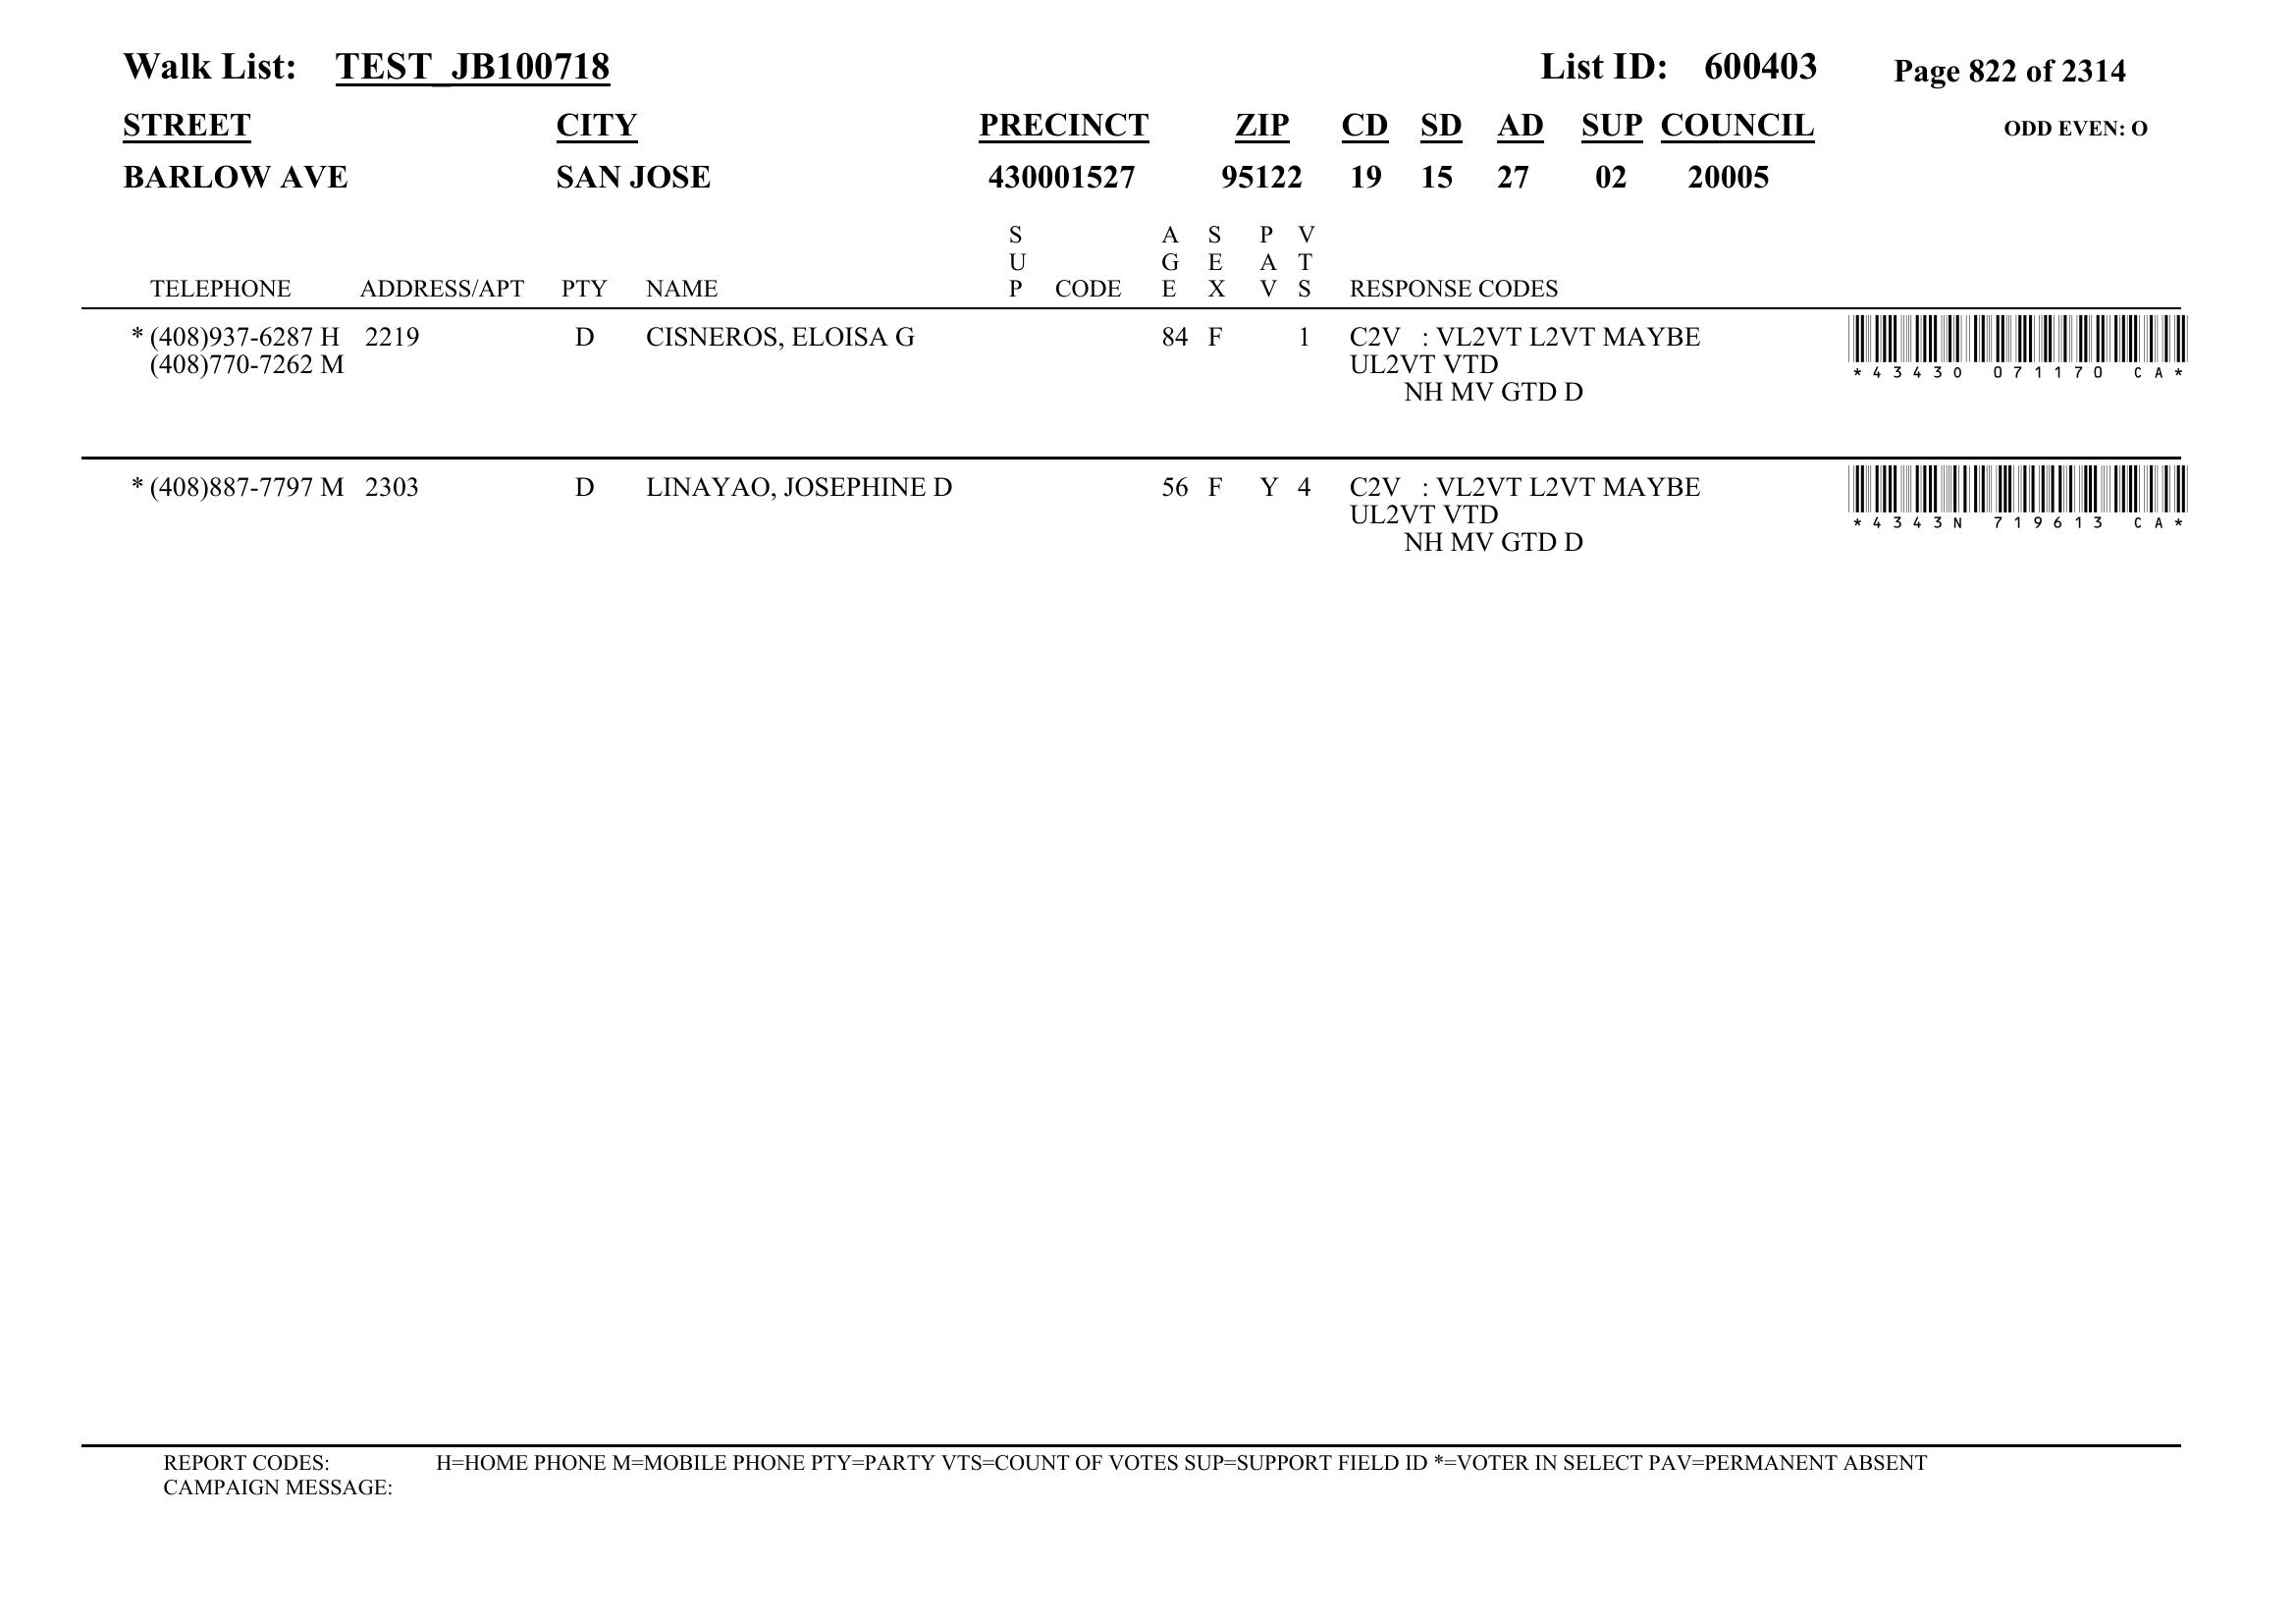 Walk List: TEST_JB100718 List ID: 600403 Page 822 of 2314
STREET CITY PRECINCT ZIP CD SD AD SUP COUNCIL ODD EVEN: O
BARLOW AVE SAN JOSE 430001527 95122 19 15 27 02 20005
S A S P V
U G E A T
TELEPHONE ADDRESS/APT PTY NAME P CODE E X V S RESPONSE CODES
* (408)937-6287 H 2219 D CISNEROS, ELOISA G 84 F 1 C2V : VL2VT L2VT MAYBE
(408)770-7262 M UL2VT VTD
*43430 071170 CA*
NH MV GTD D
* (408)887-7797 M 2303 D LINAYAO, JOSEPHINE D 56 F Y 4 C2V : VL2VT L2VT MAYBE
UL2VT VTD
*4343N 719613 CA*
NH MV GTD D
REPORT CODES: H=HOME PHONE M=MOBILE PHONE PTY=PARTY VTS=COUNT OF VOTES SUP=SUPPORT FIELD ID *=VOTER IN SELECT PAV=PERMANENT ABSENT
CAMPAIGN MESSAGE: